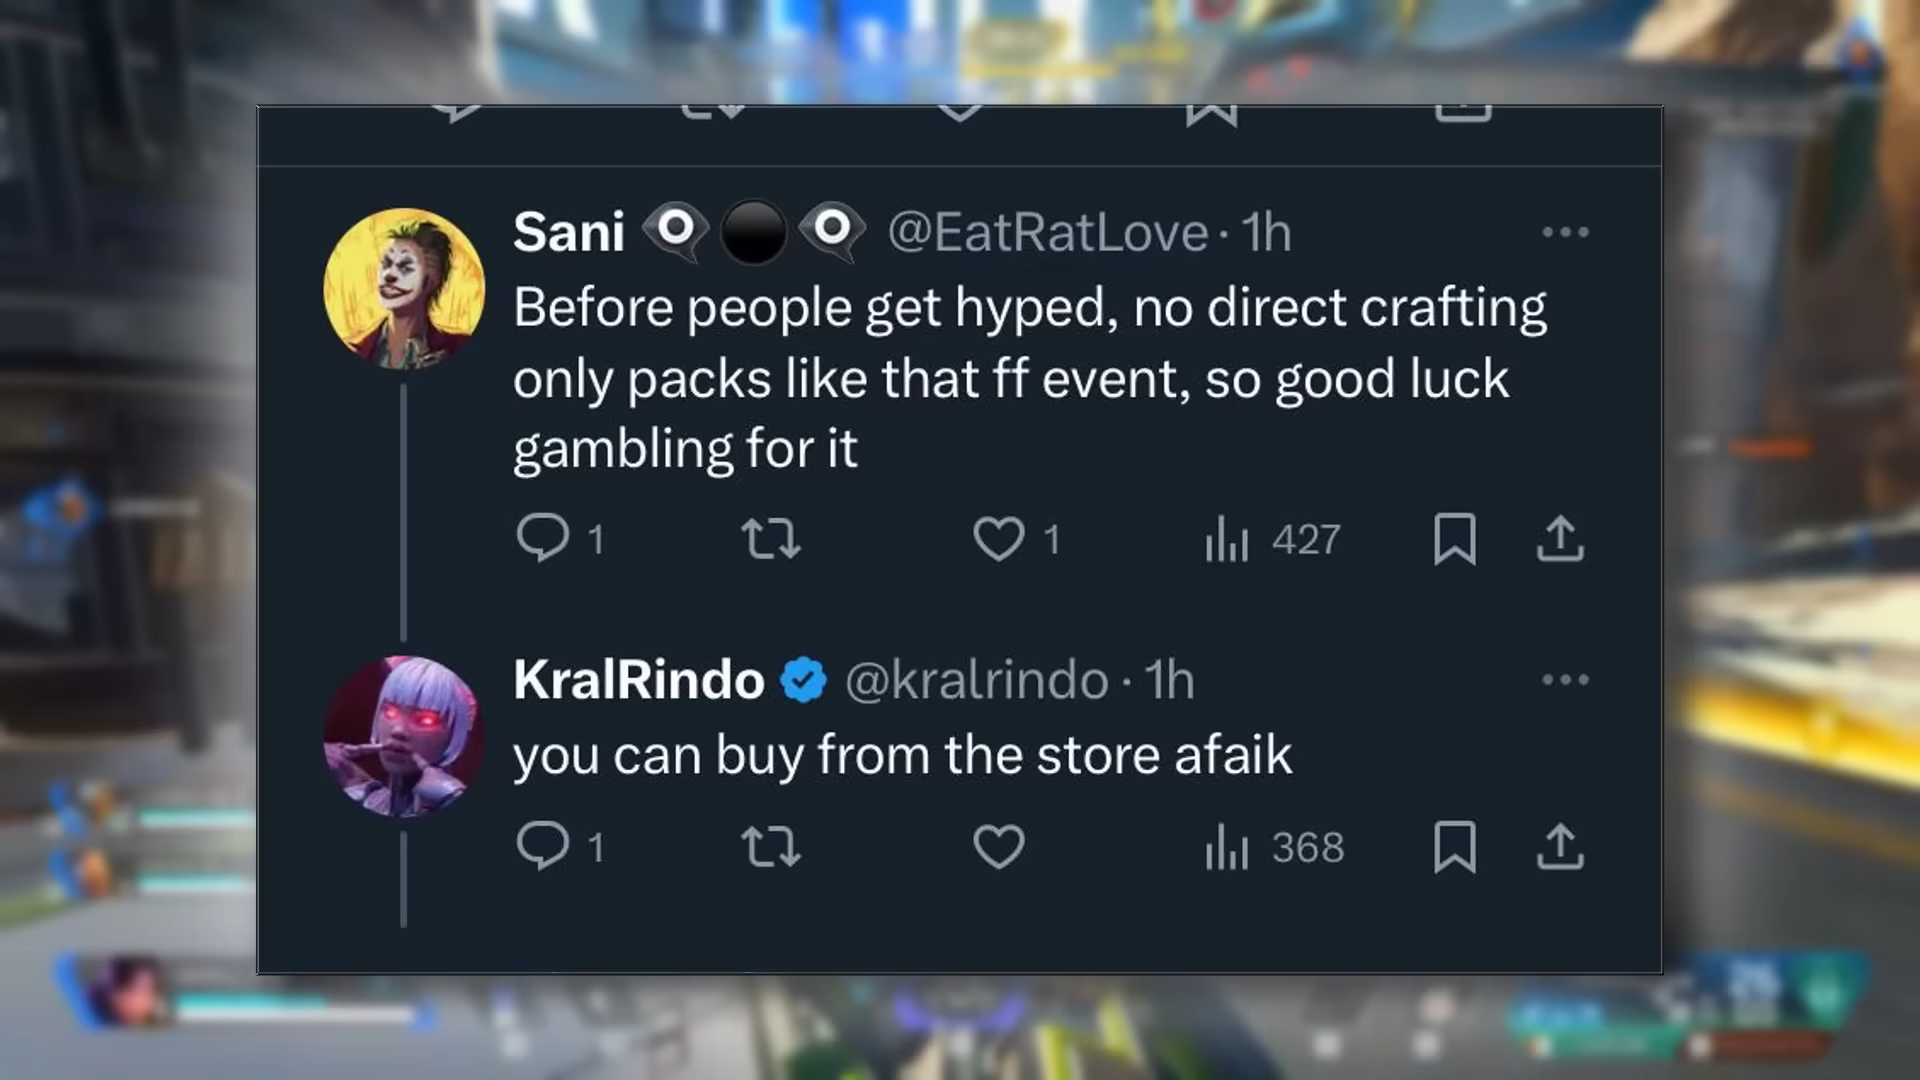 Sani 👁️‍🗨️⚫👁️‍🗨️ @EatRatLove · 1h
Before people get hyped, no direct crafting
only packs like that ff event, so good luck
gambling for it
1 1 427
KralRindo @kralrindo · 1h
you can buy from the store afaik
1 368